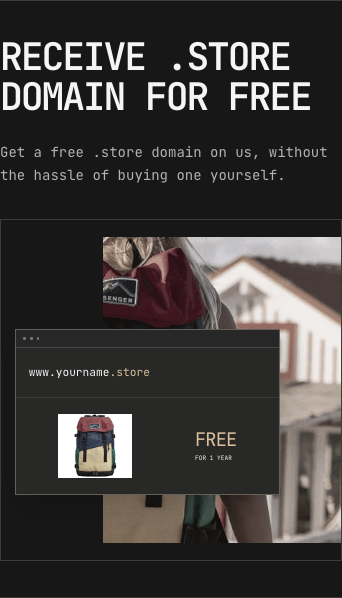 RECEIVE .STORE
DOMAIN FOR FREE
Get a free .store domain on us, without
the hassle of buying one yourself.
SENGER
www.yourname.store
FREE
FOR 1 YEAR